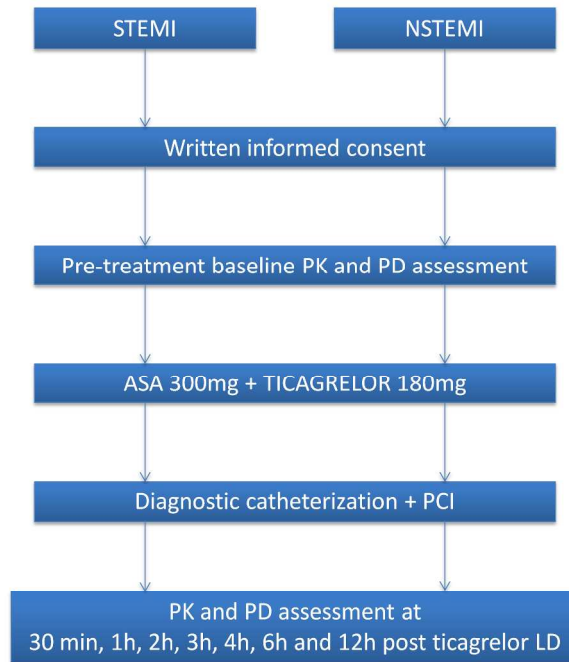 STEMI
NSTEMI
Written informed consent
Pre-treatment baseline PK and PD assessment
ASA 300mg + TICAGRELOR 180mg
Diagnostic catheterization + PCI
PK and PD assessment at
30 min, 1h, 2h, 3h, 4h, 6h and 12h post ticagrelor LD